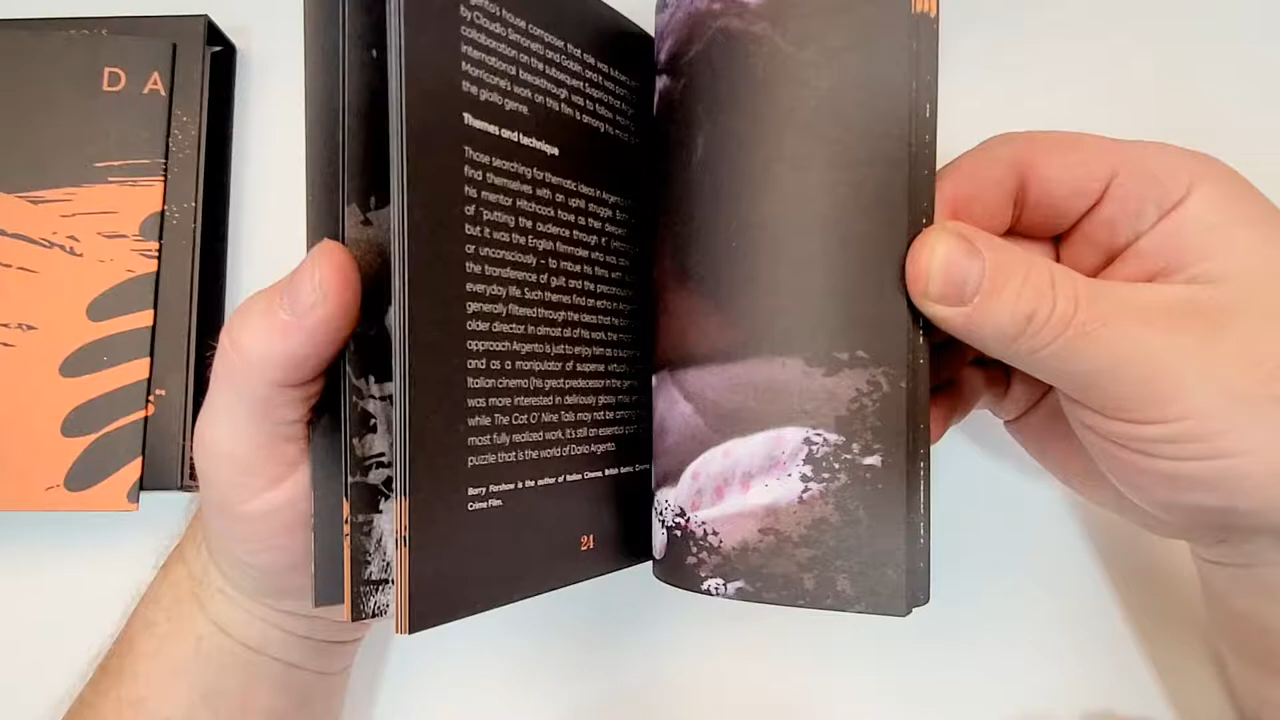 DA
Argento's house composer, that role was
by Claudio Simonetti and Goblin, and it was
collaboration on the subsequent Suspiria that
international breakthrough was to follow.
Morricone's work on this film is among his most
the giallo genre.
Themes and technique
Those searching for thematic ideas in
find themselves with an uphill struggle.
his mentor Hitchcock have as their
of “putting the audience through it”
but it was the English filmmaker who was
or unconsciously – to imbue his films with
the transference of guilt and the
everyday life. Such themes find an echo in
generally filtered through the ideas that he
older director. In almost all of his work, the
approach Argento is just to enjoy him as a
and as a manipulator of suspense
Italian cinema (his great predecessor in the
was more interested in deliriously glossy
while The Cat O' Nine Tails may not be among
most fully realized work, it's still an essential
puzzle that is the world of Dario Argento.
Barry Forshaw is the author of Italian Cinema, British Gothic Cinema
Crime Film.
24